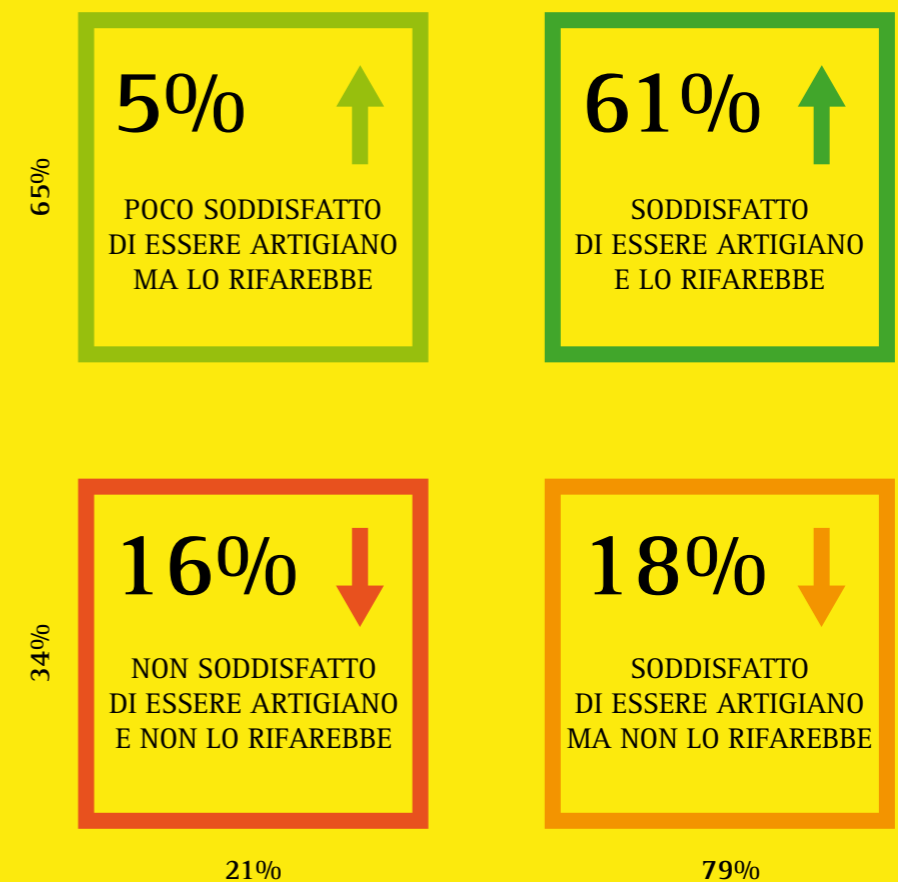 5%
61%
65%
POCO SODDISFATTO
DI ESSERE ARTIGIANO
MA LO RIFAREBBE
SODDISFATTO
DI ESSERE ARTIGIANO
E LO RIFAREBBE
16%
18%
34%
NON SODDISFATTO
DI ESSERE ARTIGIANO
E NON LO RIFAREBBE
SODDISFATTO
DI ESSERE ARTIGIANO
MA NON LO RIFAREBBE
21%
79%